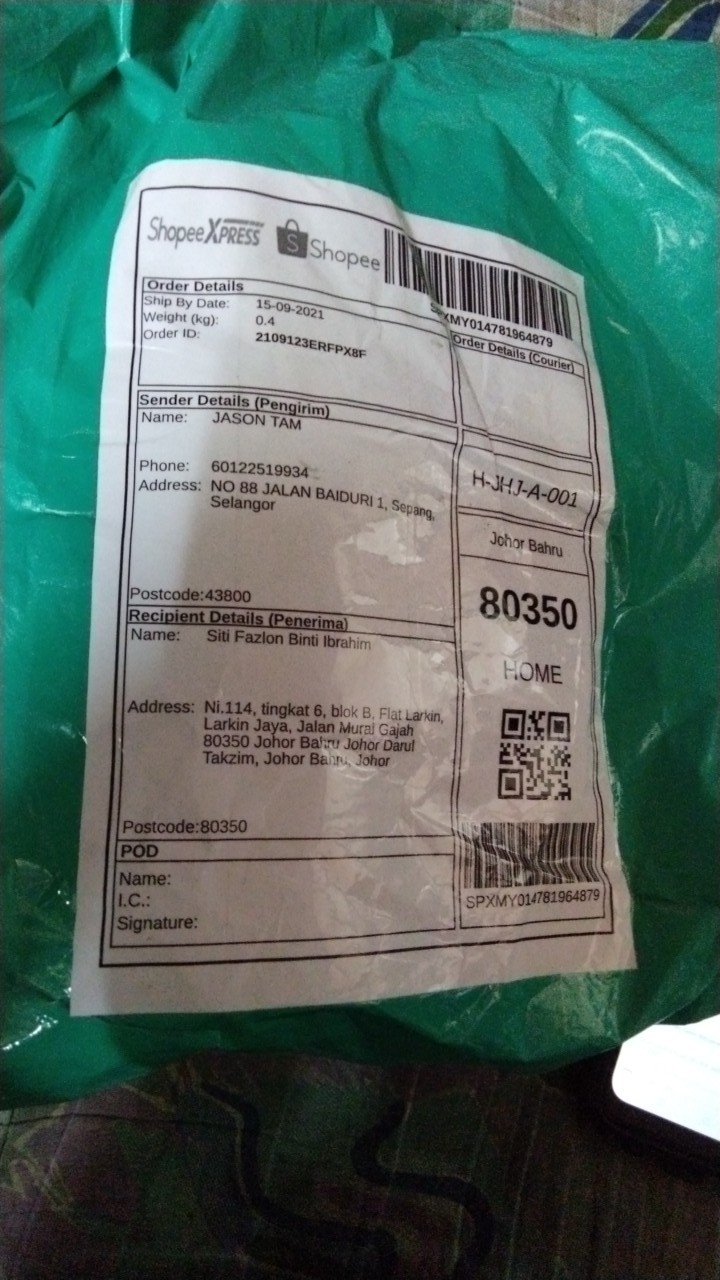 ShopeeXPRESS Shopee
SPXMY014781964879
Order Details
Ship By Date: 15-09-2021
Weight (kg): 0.4
Order ID: 2109123ERFPX8F
Order Details (Courier)
Sender Details (Pengirim)
Name: JASON TAM
Phone: 60122519934
Address: NO 88 JALAN BAIDURI 1, Sepang,
Selangor
Postcode:43800
H-JHJ-A-001
Johor Bahru
80350
HOME
Recipient Details (Penerima)
Name: Siti Fazlon Binti Ibrahim
Address: Ni.114, tingkat 6, blok B, Flat Larkin,
Larkin Jaya, Jalan Murai Gajah
80350 Johor Bahru Johor Darul
Takzim, Johor Bahru, Johor
Postcode:80350
POD
Name:
I.C.:
Signature:
SPXMY014781964879